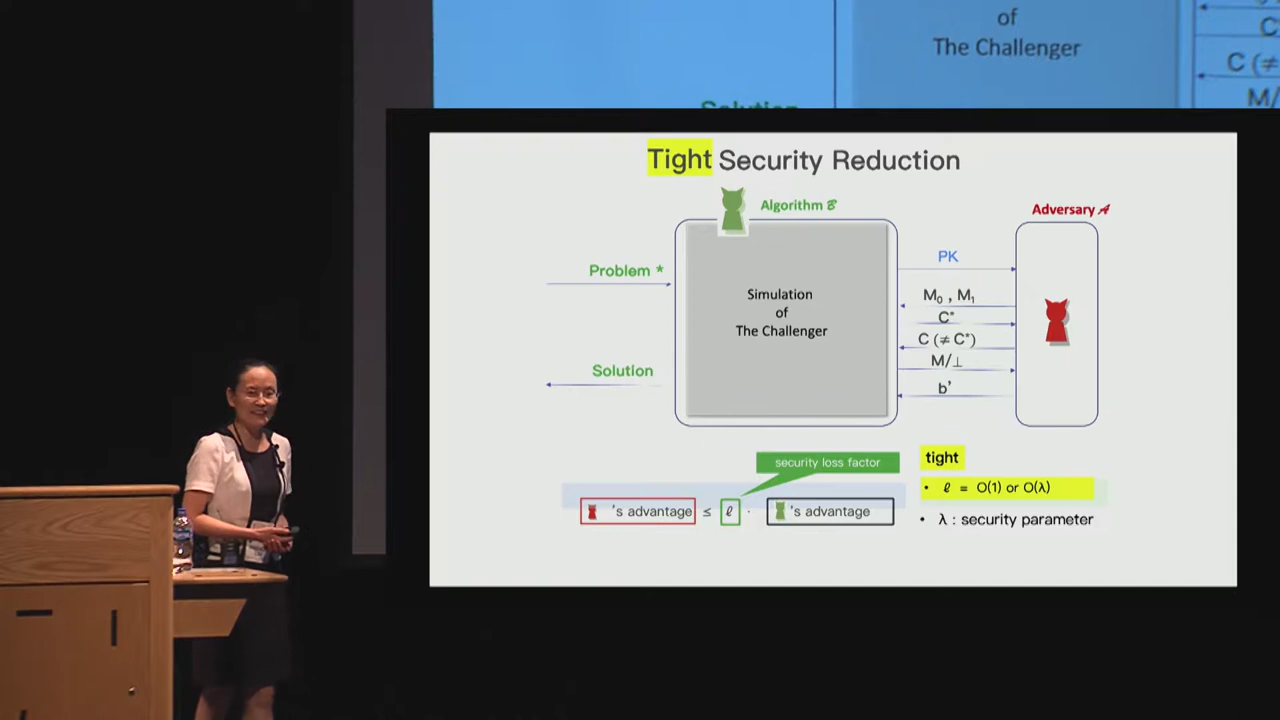 of
The Challenger
Solution
C (≠
M/
Tight Security Reduction
Algorithm ℬ
Adversary 𝒜
Problem *
PK
Simulation
of
The Challenger
M₀ , M₁
C*
C (≠ C*)
Solution
M/⊥
b'
security loss factor
tight
's advantage ≤ ℓ · 's advantage
• ℓ = O(1) or O(λ)
• λ : security parameter